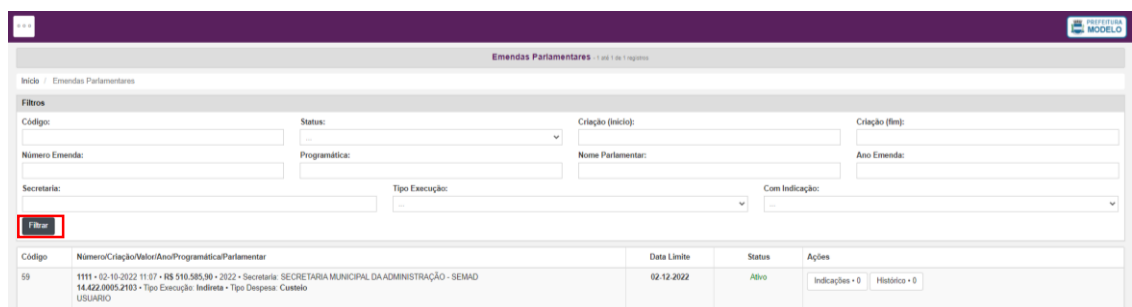 PREFEITURA
MODELO
Emendas Parlamentares - 1 até 1 de 1 registros
Início / Emendas Parlamentares
Filtros
Código: Status: Criação (início): Criação (fim):
...
Número Emenda: Programática: Nome Parlamentar: Ano Emenda:
Secretaria: Tipo Execução: Com Indicação:
... ...
Filtrar
Código Número/Criação/Valor/Ano/Programática/Parlamentar Data Limite Status Ações
59 1111 • 02-10-2022 11:07 • R$ 510.585,90 • 2022 • Secretaria: SECRETARIA MUNICIPAL DA ADMINISTRAÇÃO - SEMAD 02-12-2022 Ativo Indicações • 0 Histórico • 0
14.422.0005.2103 • Tipo Execução: Indireta • Tipo Despesa: Custeio
USUARIO